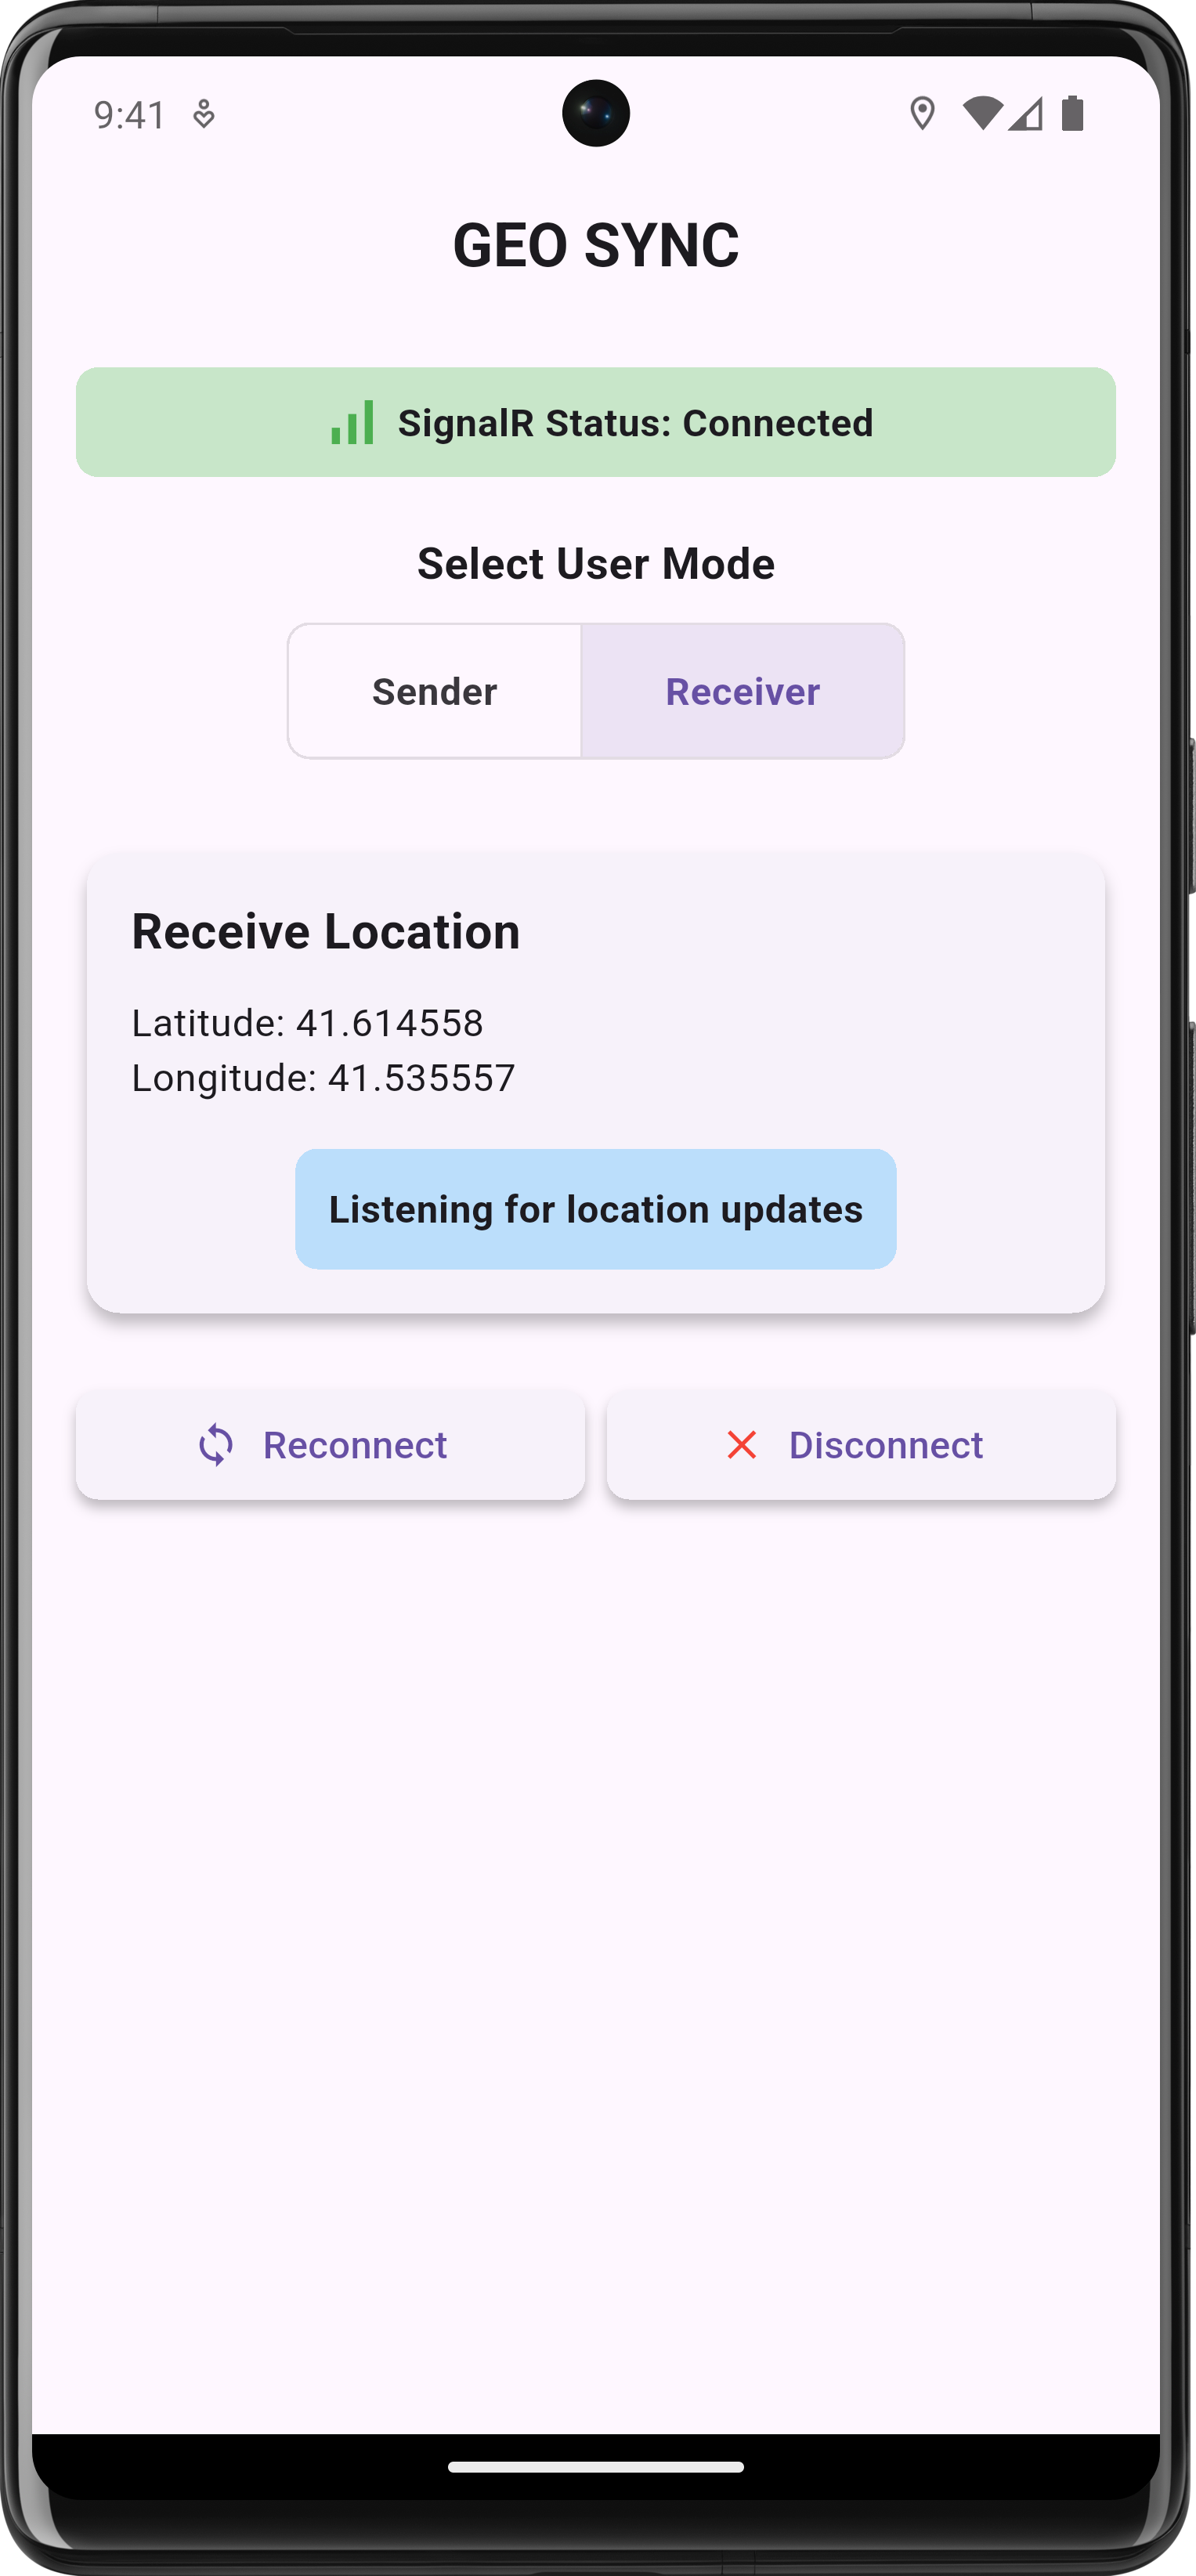 9:41
GEO SYNC
SignalR Status: Connected
Select User Mode
Sender
Receiver
Receive Location
Latitude: 41.614558
Longitude: 41.535557
Listening for location updates
Reconnect
Disconnect